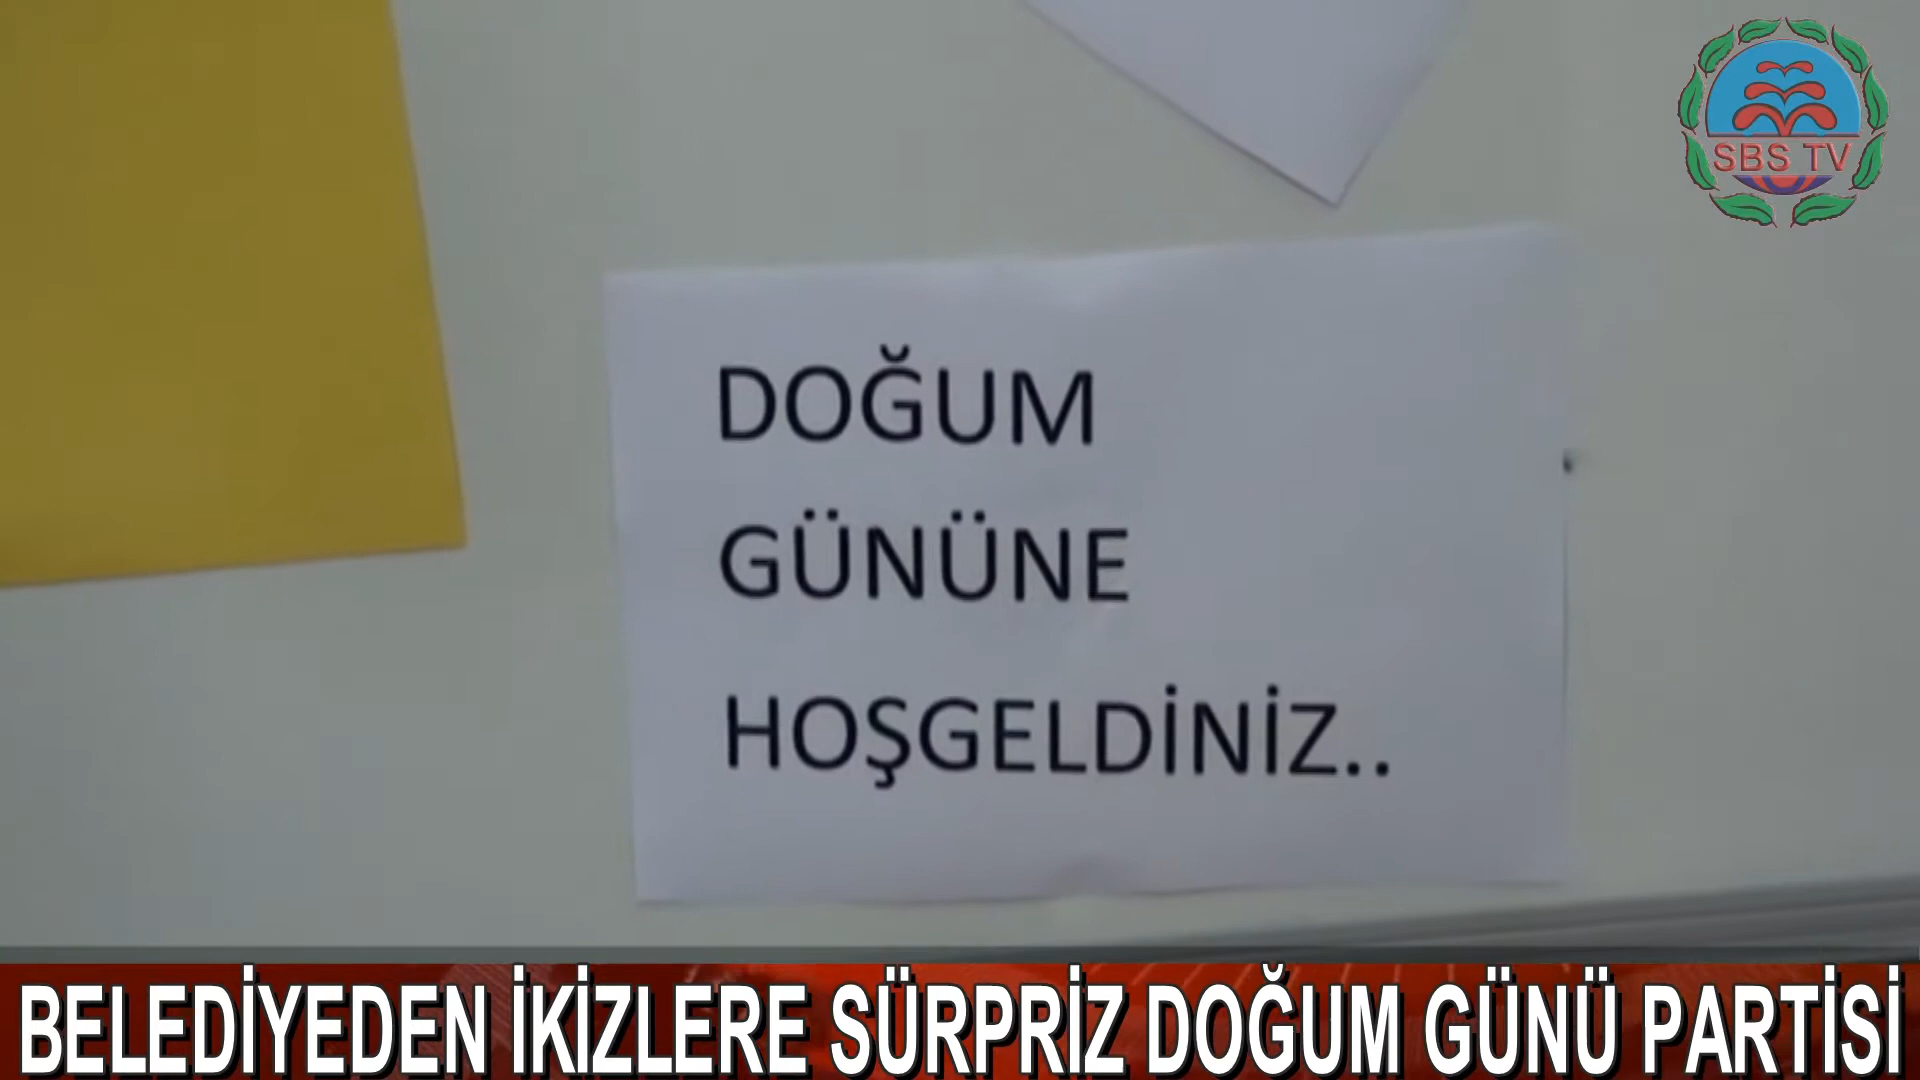 SBS TV
DOĞUM
GÜNÜNE
HOŞGELDİNİZ..
BELEDİYEDEN İKİZLERE SÜRPRİZ DOĞUM GÜNÜ PARTİSİ